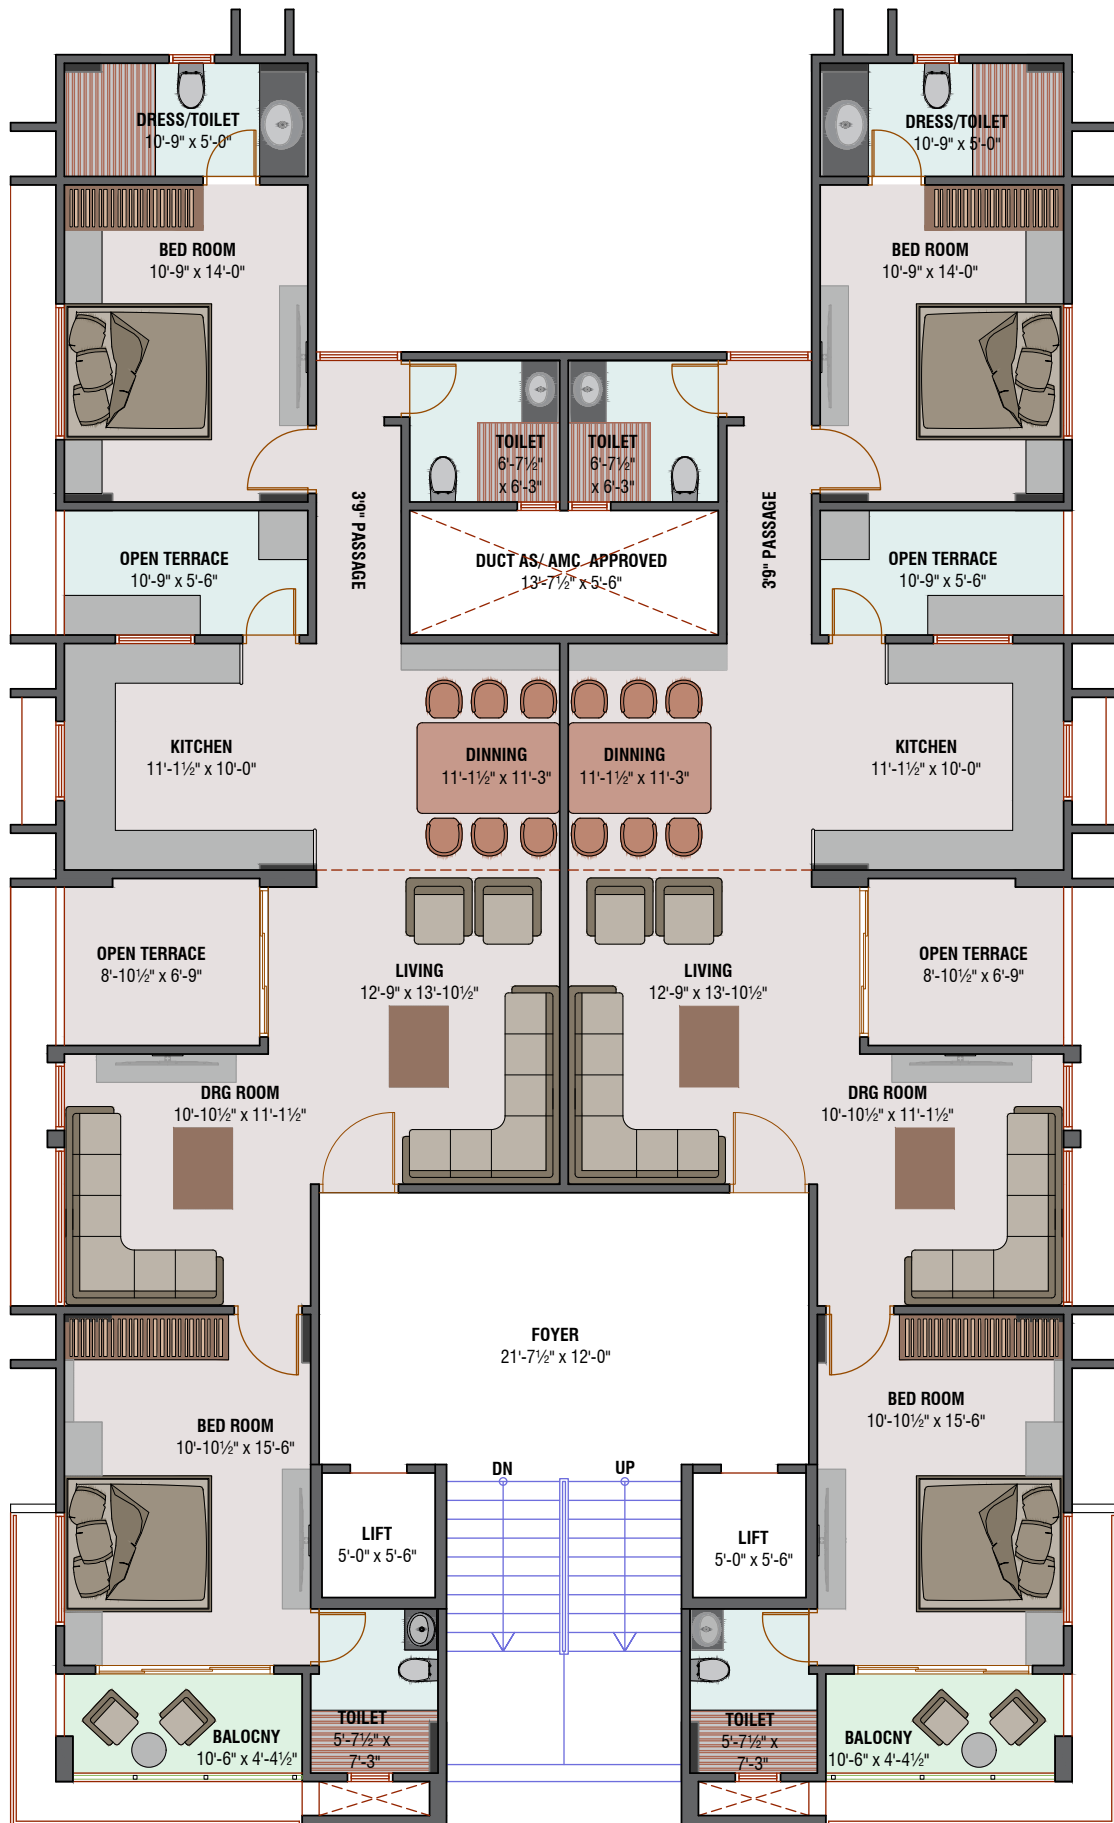 DRESS/TOILET
10'-9" x 5'-0"
DRESS/TOILET
10'-9" x 5'-0"
BED ROOM
10'-9" x 14'-0"
BED ROOM
10'-9" x 14'-0"
TOILET
6'-7½"
x 6'-3"
TOILET
6'-7½"
x 6'-3"
3'9" PASSAGE
3'9" PASSAGE
OPEN TERRACE
10'-9" x 5'-6"
DUCT AS/ AMC APPROVED
13'-7½" x 5'-6"
OPEN TERRACE
10'-9" x 5'-6"
KITCHEN
11'-1½" x 10'-0"
DINNING
11'-1½" x 11'-3"
DINNING
11'-1½" x 11'-3"
KITCHEN
11'-1½" x 10'-0"
OPEN TERRACE
8'-10½" x 6'-9"
LIVING
12'-9" x 13'-10½"
LIVING
12'-9" x 13'-10½"
OPEN TERRACE
8'-10½" x 6'-9"
DRG ROOM
10'-10½" x 11'-1½"
DRG ROOM
10'-10½" x 11'-1½"
FOYER
21'-7½" x 12'-0"
BED ROOM
10'-10½" x 15'-6"
BED ROOM
10'-10½" x 15'-6"
DN
UP
LIFT
5'-0" x 5'-6"
LIFT
5'-0" x 5'-6"
BALOCNY
10'-6" x 4'-4½"
TOILET
5'-7½" x
7'-3"
TOILET
5'-7½" x
7'-3"
BALOCNY
10'-6" x 4'-4½"